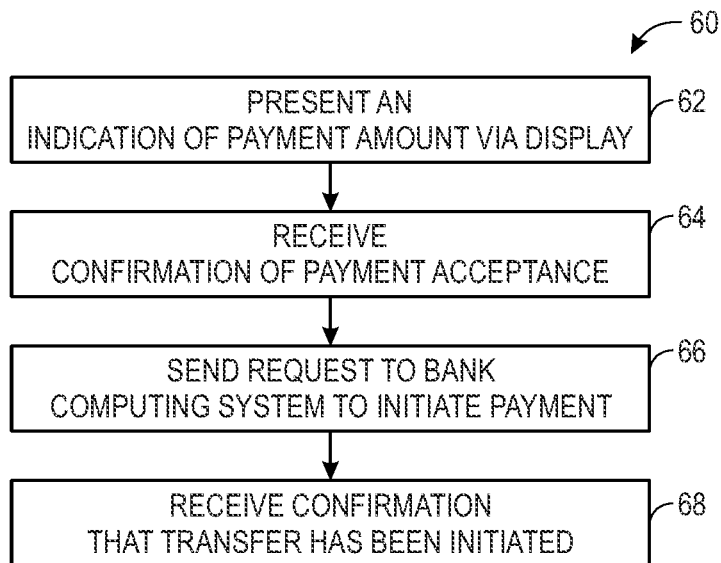 60
PRESENT AN
INDICATION OF PAYMENT AMOUNT VIA DISPLAY
62
RECEIVE
CONFIRMATION OF PAYMENT ACCEPTANCE
64
SEND REQUEST TO BANK
COMPUTING SYSTEM TO INITIATE PAYMENT
66
RECEIVE CONFIRMATION
THAT TRANSFER HAS BEEN INITIATED
68